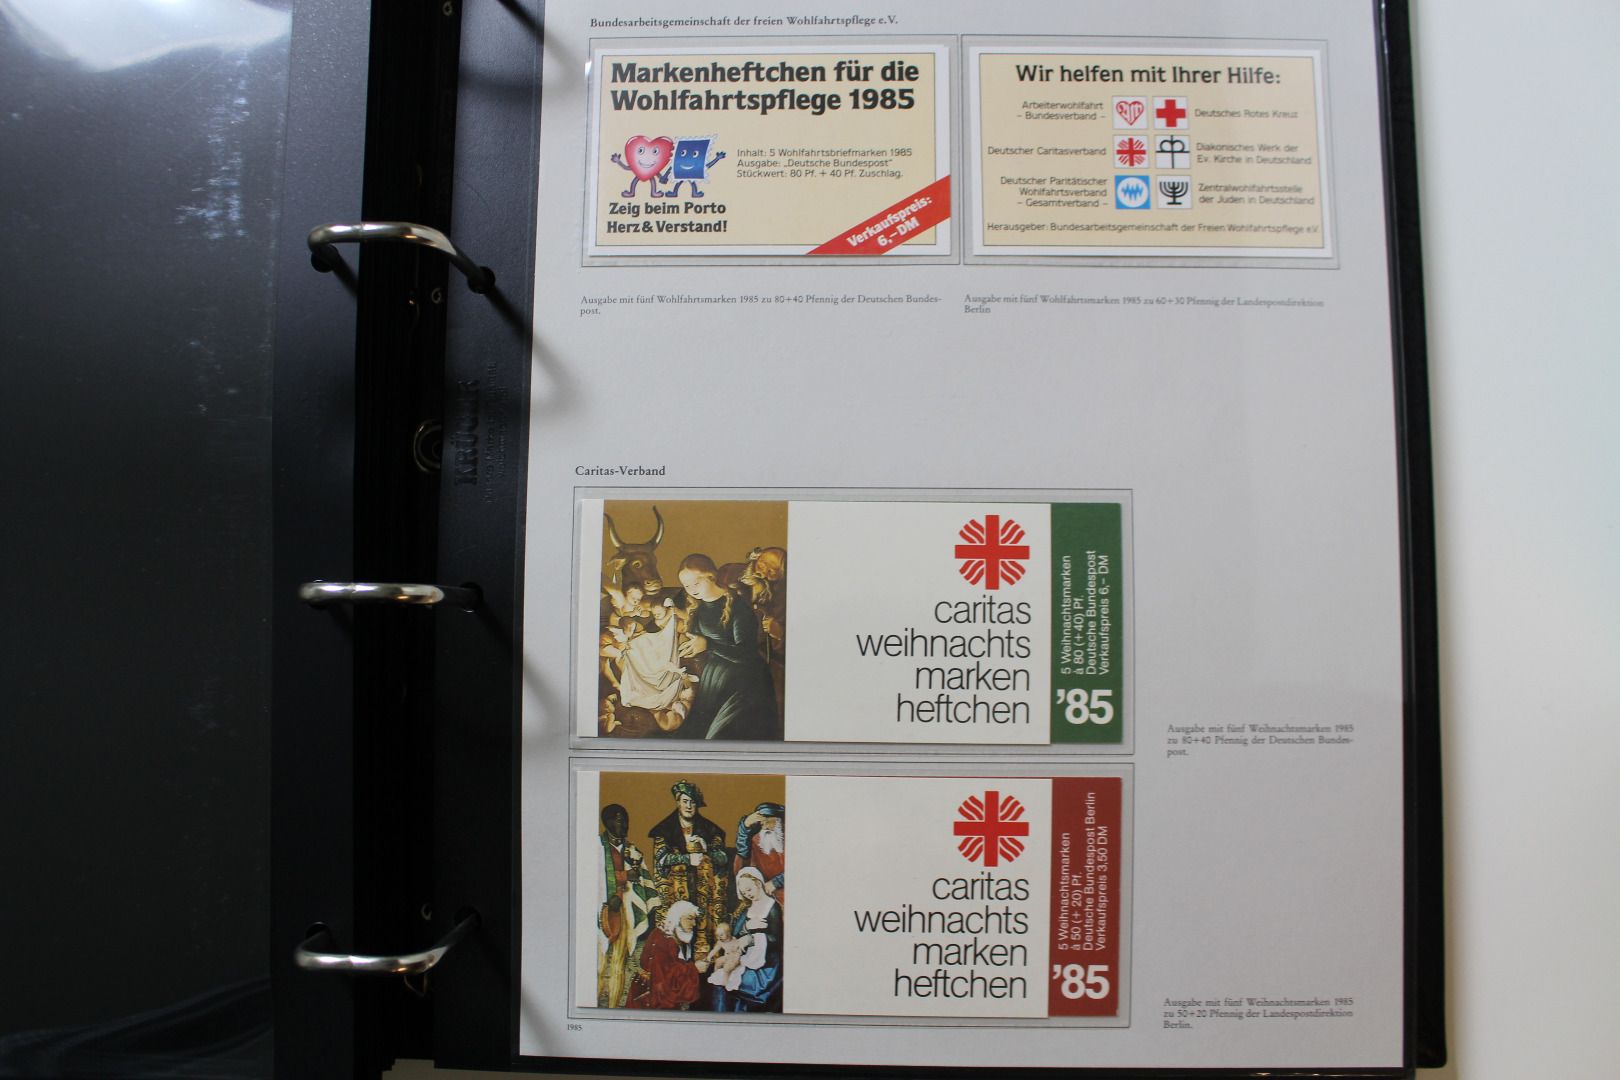 Bundesarbeitsgemeinschaft der freien Wohlfahrtspflege e.V.
Markenheftchen für die
Wohlfahrtspflege 1985
Inhalt: 5 Wohlfahrtsbriefmarken 1985
Ausgabe: „Deutsche Bundespost"
Stückwert: 80 Pf. + 40 Pf. Zuschlag.
Zeig beim Porto
Herz & Verstand!
Verkaufspreis:
6,– DM
Wir helfen mit Ihrer Hilfe:
Arbeiterwohlfahrt
– Bundesverband –
Deutsches Rotes Kreuz
Deutscher Caritasverband
Diakonisches Werk der
Ev. Kirche in Deutschland
Deutscher Paritätischer
Wohlfahrtsverband
– Gesamtverband –
Zentralwohlfahrtsstelle
der Juden in Deutschland
Herausgeber: Bundesarbeitsgemeinschaft der Freien Wohlfahrtspflege e.V.
Ausgabe mit fünf Wohlfahrtsmarken 1985 zu 80+40 Pfennig der Deutschen Bundes-
post.
Ausgabe mit fünf Wohlfahrtsmarken 1985 zu 60+30 Pfennig der Landespostdirektion
Berlin
KRÜGER
Caritas-Verband
caritas
weihnachts
marken
heftchen
5 Weihnachtsmarken
à 80 (+ 40) Pf.
Deutsche Bundespost
Verkaufspreis 6,– DM
'85
Ausgabe mit fünf Weihnachtsmarken 1985
zu 80+40 Pfennig der Deutschen Bundes-
post.
caritas
weihnachts
marken
heftchen
5 Weihnachtsmarken
à 50 (+ 20) Pf.
Deutsche Bundespost Berlin
Verkaufspreis 3,50 DM
'85
Ausgabe mit fünf Weihnachtsmarken 1985
zu 50+20 Pfennig der Landespostdirektion
Berlin.
1985